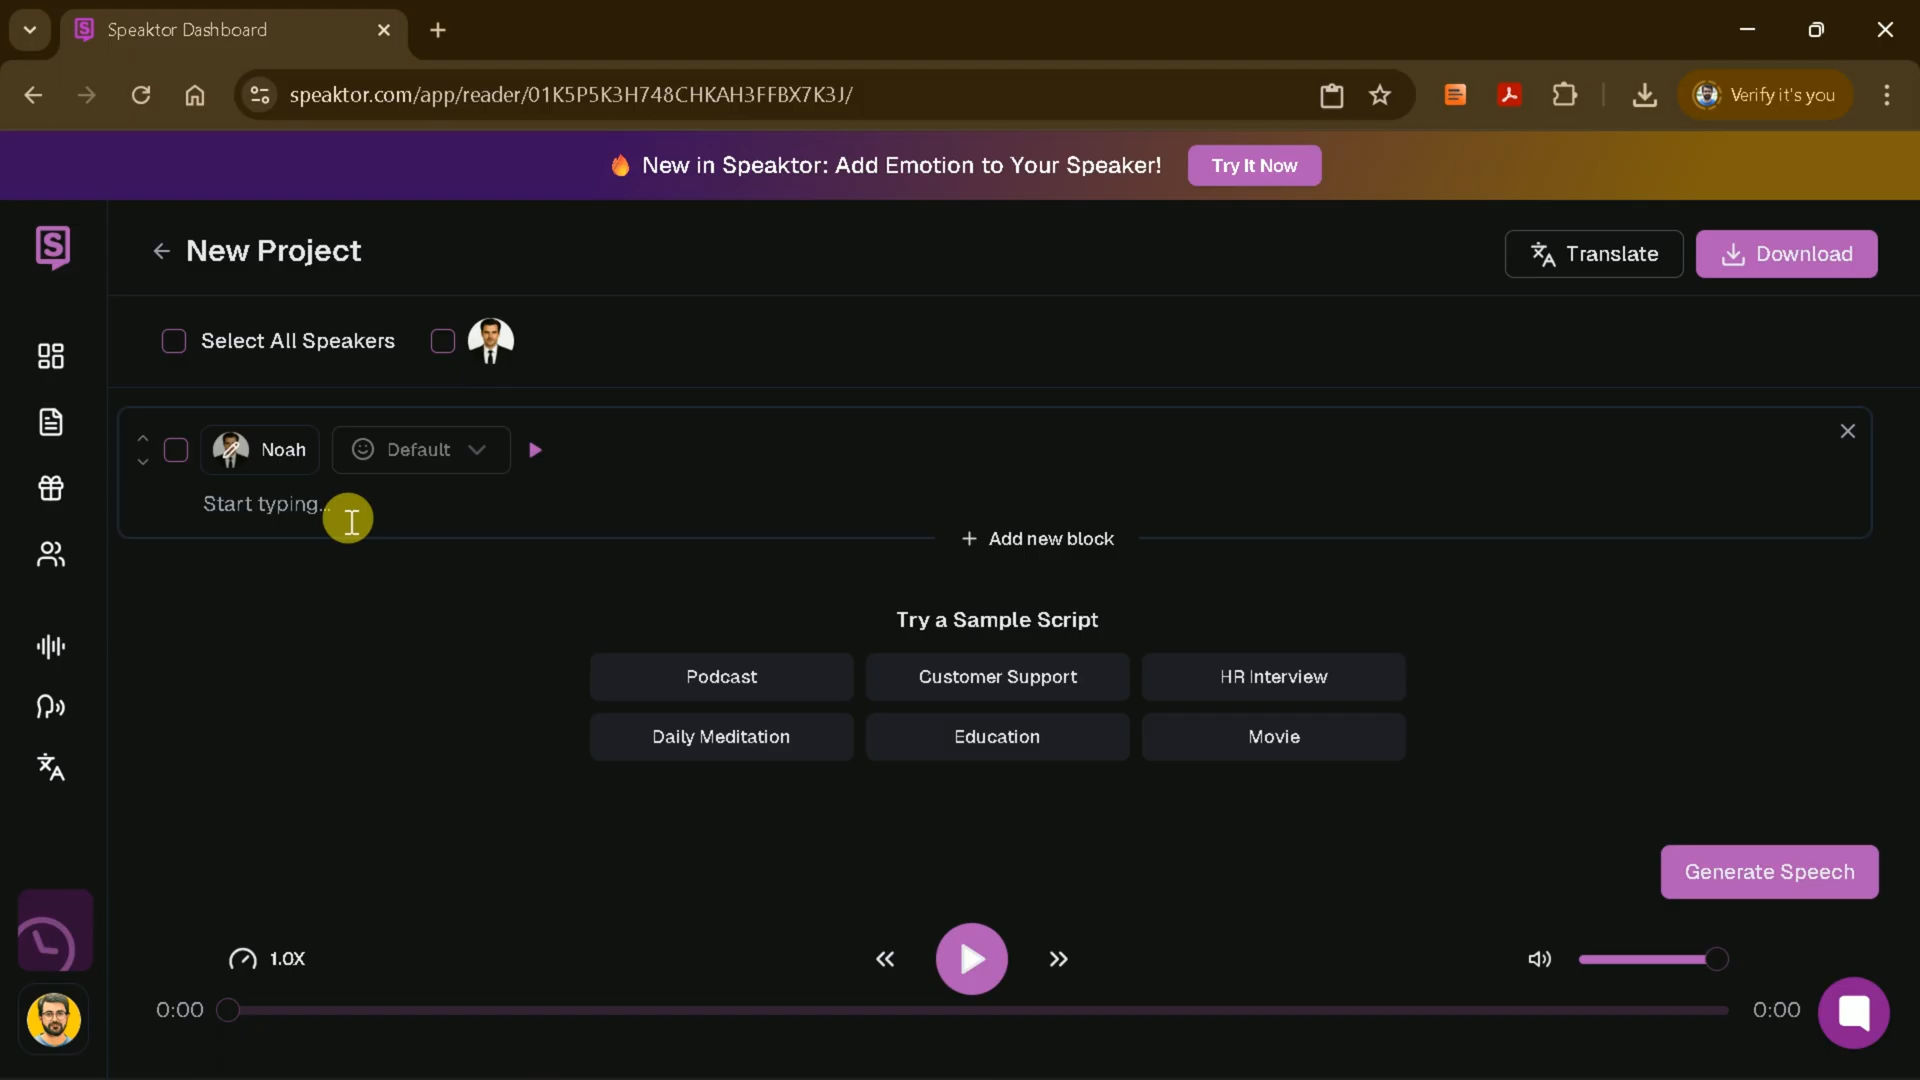 Speaktor Dashboard
speaktor.com/app/reader/01K5P5K3H748CHKAH3FFBX7K3J/
Verify it's you
🔥 New in Speaktor: Add Emotion to Your Speaker!
Try It Now
New Project
Translate
Download
Select All Speakers
Noah
Default
Start typing...
+ Add new block
Try a Sample Script
Podcast
Customer Support
HR Interview
Daily Meditation
Education
Movie
Generate Speech
1.0X
0:00
0:00